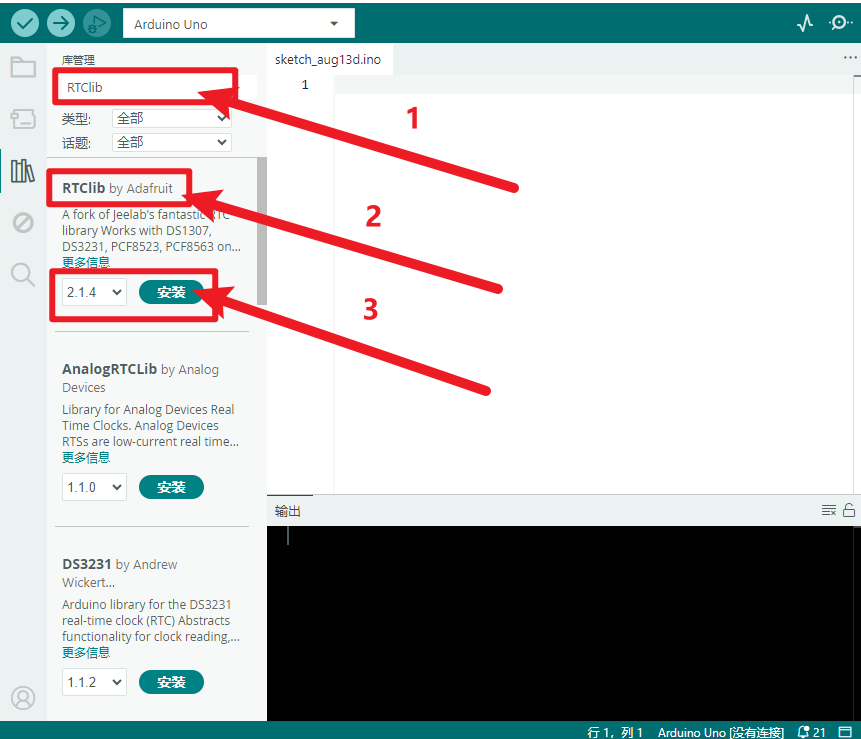 Arduino Uno
库管理
RTClib
类型:
全部
话题:
全部
RTClib by Adafruit
A fork of Jeelab's fantastic RTC
library Works with DS1307,
DS3231, PCF8523, PCF8563 on...
更多信息
2.1.4
安装
AnalogRTCLib by Analog
Devices
Library for Analog Devices Real
Time Clocks. Analog Devices
RTSs are low-current real time...
更多信息
1.1.0
安装
DS3231 by Andrew
Wickert...
Arduino library for the DS3231
real-time clock (RTC) Abstracts
functionality for clock reading,...
更多信息
1.1.2
安装
sketch_aug13d.ino
1
1
2
3
输出
行 1，列 1
Arduino Uno [没有连接]
21